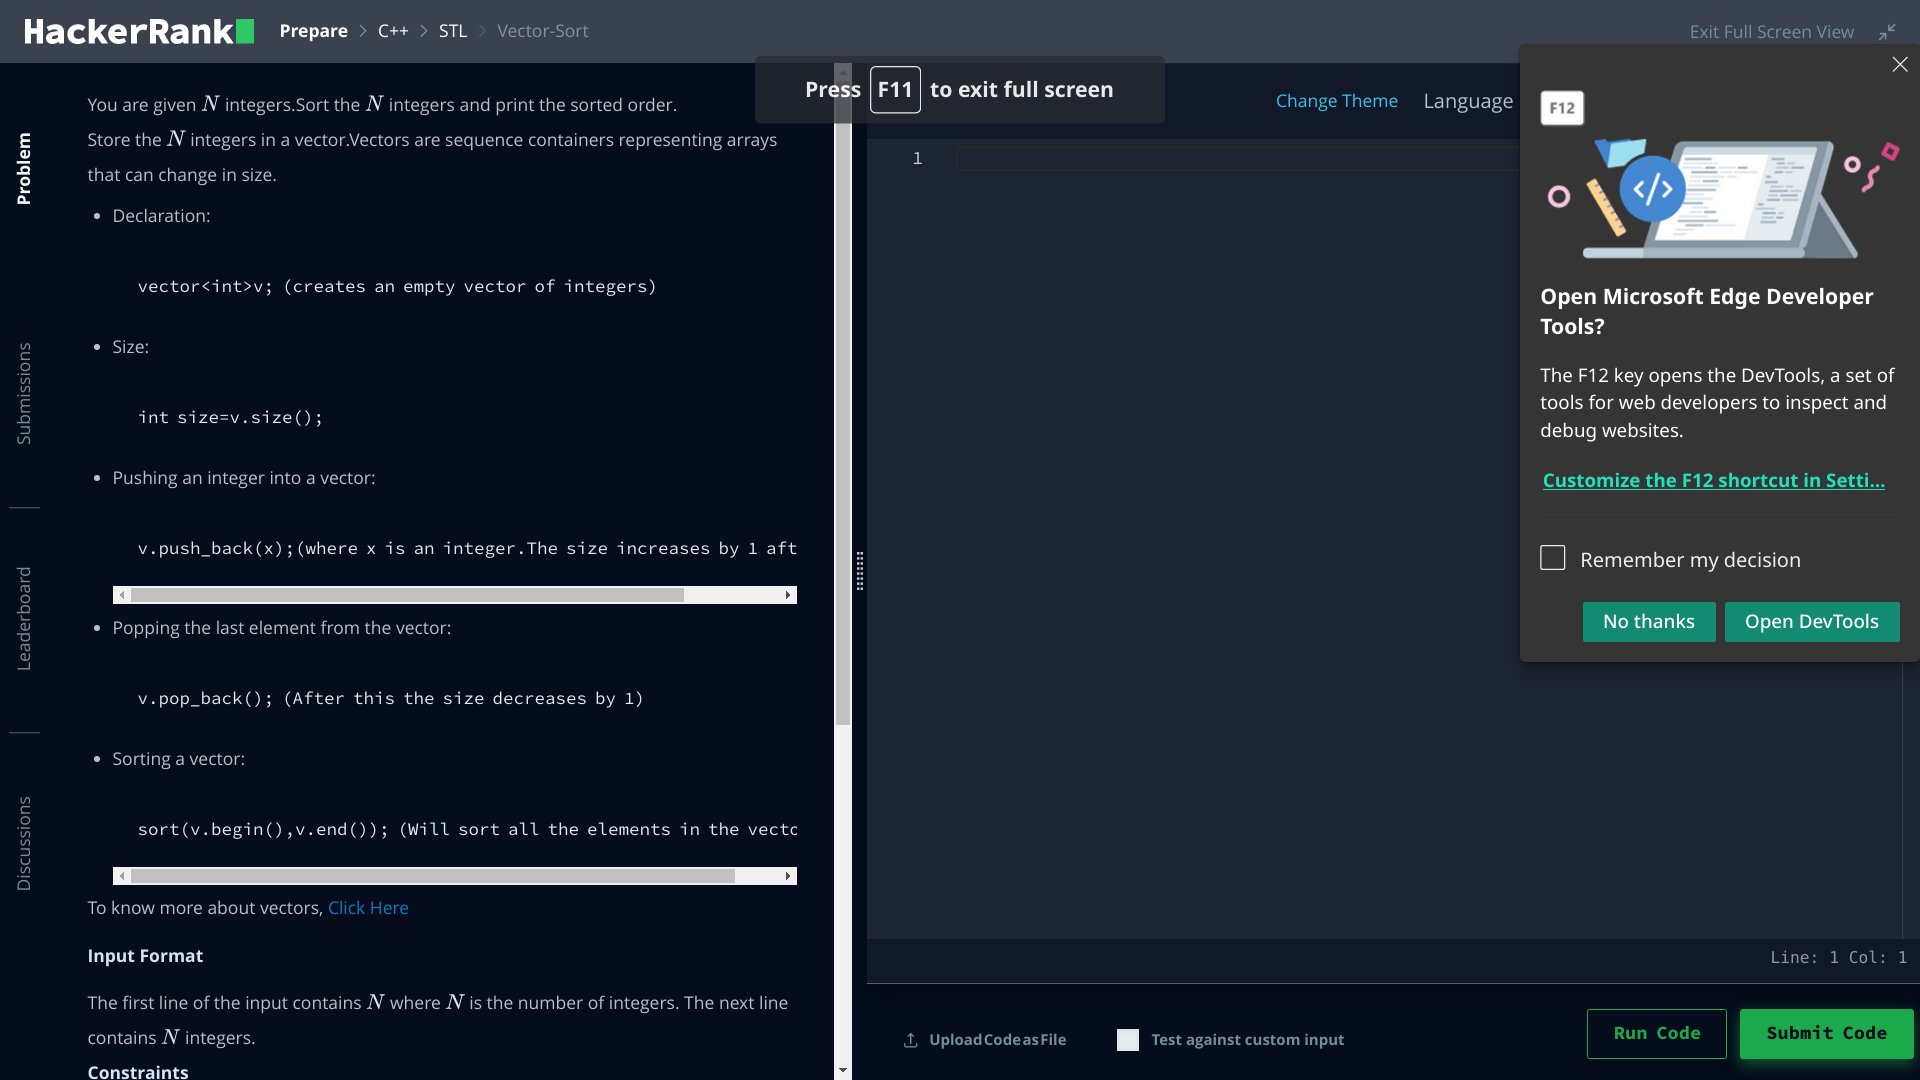 HackerRank
Prepare > C++ > STL > Vector-Sort
Exit Full Screen View
Press F11 to exit full screen
Problem
Submissions
Leaderboard
Discussions
You are given N integers.Sort the N integers and print the sorted order.
Store the N integers in a vector.Vectors are sequence containers representing arrays
that can change in size.
• Declaration:
vector<int>v; (creates an empty vector of integers)
• Size:
int size=v.size();
• Pushing an integer into a vector:
v.push_back(x);(where x is an integer.The size increases by 1 aft
• Popping the last element from the vector:
v.pop_back(); (After this the size decreases by 1)
• Sorting a vector:
sort(v.begin(),v.end()); (Will sort all the elements in the vecto
To know more about vectors, Click Here
Input Format
The first line of the input contains N where N is the number of integers. The next line
contains N integers.
Constraints
Change Theme
Language
1
F12
Open Microsoft Edge Developer
Tools?
The F12 key opens the DevTools, a set of
tools for web developers to inspect and
debug websites.
Customize the F12 shortcut in Setti...
Remember my decision
No thanks
Open DevTools
Line: 1 Col: 1
Upload Code as File
Test against custom input
Run Code
Submit Code